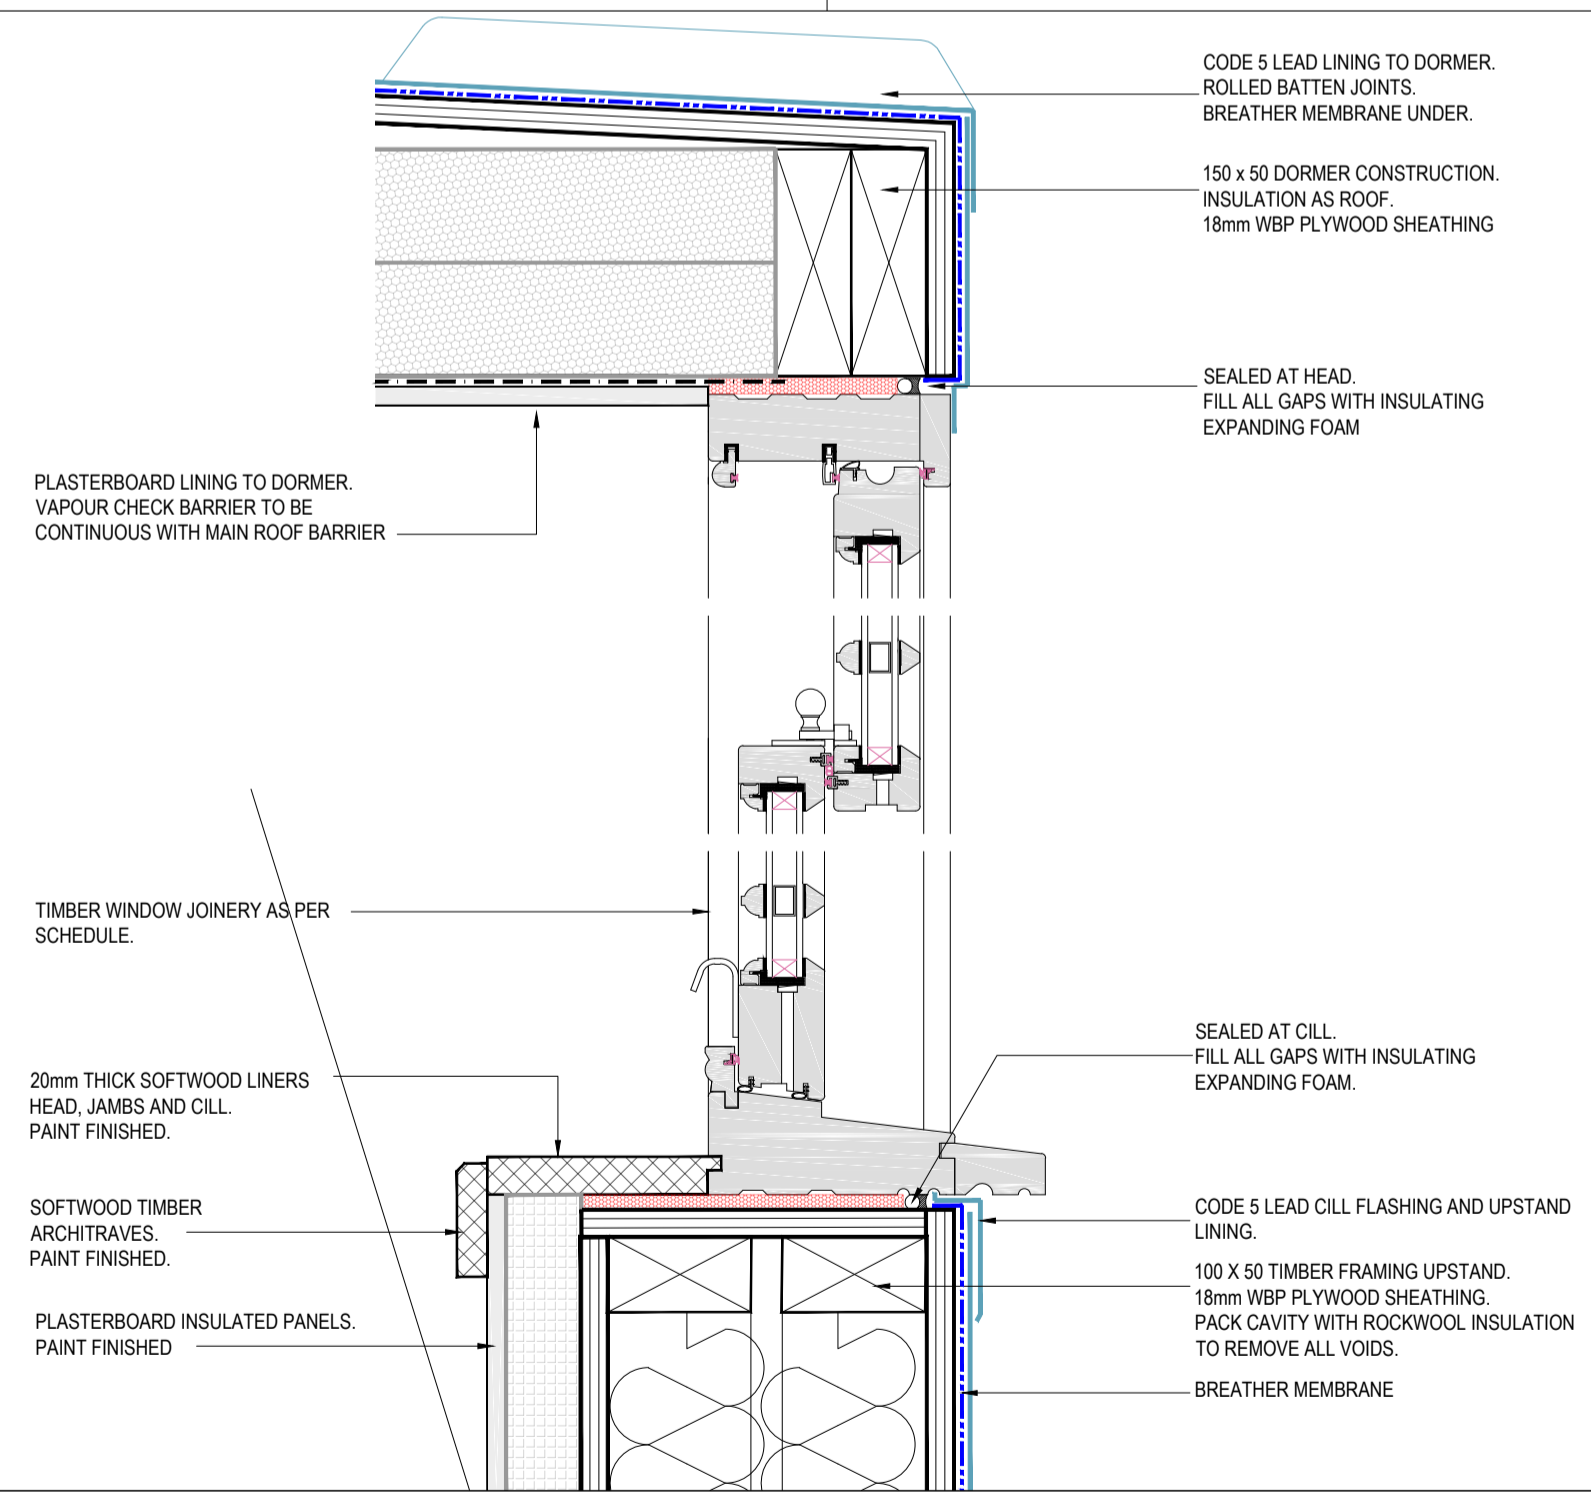 CODE 5 LEAD LINING TO DORMER.
ROLLED BATTEN JOINTS.
BREATHER MEMBRANE UNDER.
150 x 50 DORMER CONSTRUCTION.
INSULATION AS ROOF.
18mm WBP PLYWOOD SHEATHING
SEALED AT HEAD.
FILL ALL GAPS WITH INSULATING
EXPANDING FOAM
PLASTERBOARD LINING TO DORMER.
VAPOUR CHECK BARRIER TO BE
CONTINUOUS WITH MAIN ROOF BARRIER
TIMBER WINDOW JOINERY AS PER
SCHEDULE.
SEALED AT CILL.
FILL ALL GAPS WITH INSULATING
EXPANDING FOAM.
20mm THICK SOFTWOOD LINERS
HEAD, JAMBS AND CILL.
PAINT FINISHED.
SOFTWOOD TIMBER
ARCHITRAVES.
PAINT FINISHED.
CODE 5 LEAD CILL FLASHING AND UPSTAND
LINING.
100 X 50 TIMBER FRAMING UPSTAND.
18mm WBP PLYWOOD SHEATHING.
PACK CAVITY WITH ROCKWOOL INSULATION
TO REMOVE ALL VOIDS.
PLASTERBOARD INSULATED PANELS.
PAINT FINISHED
BREATHER MEMBRANE